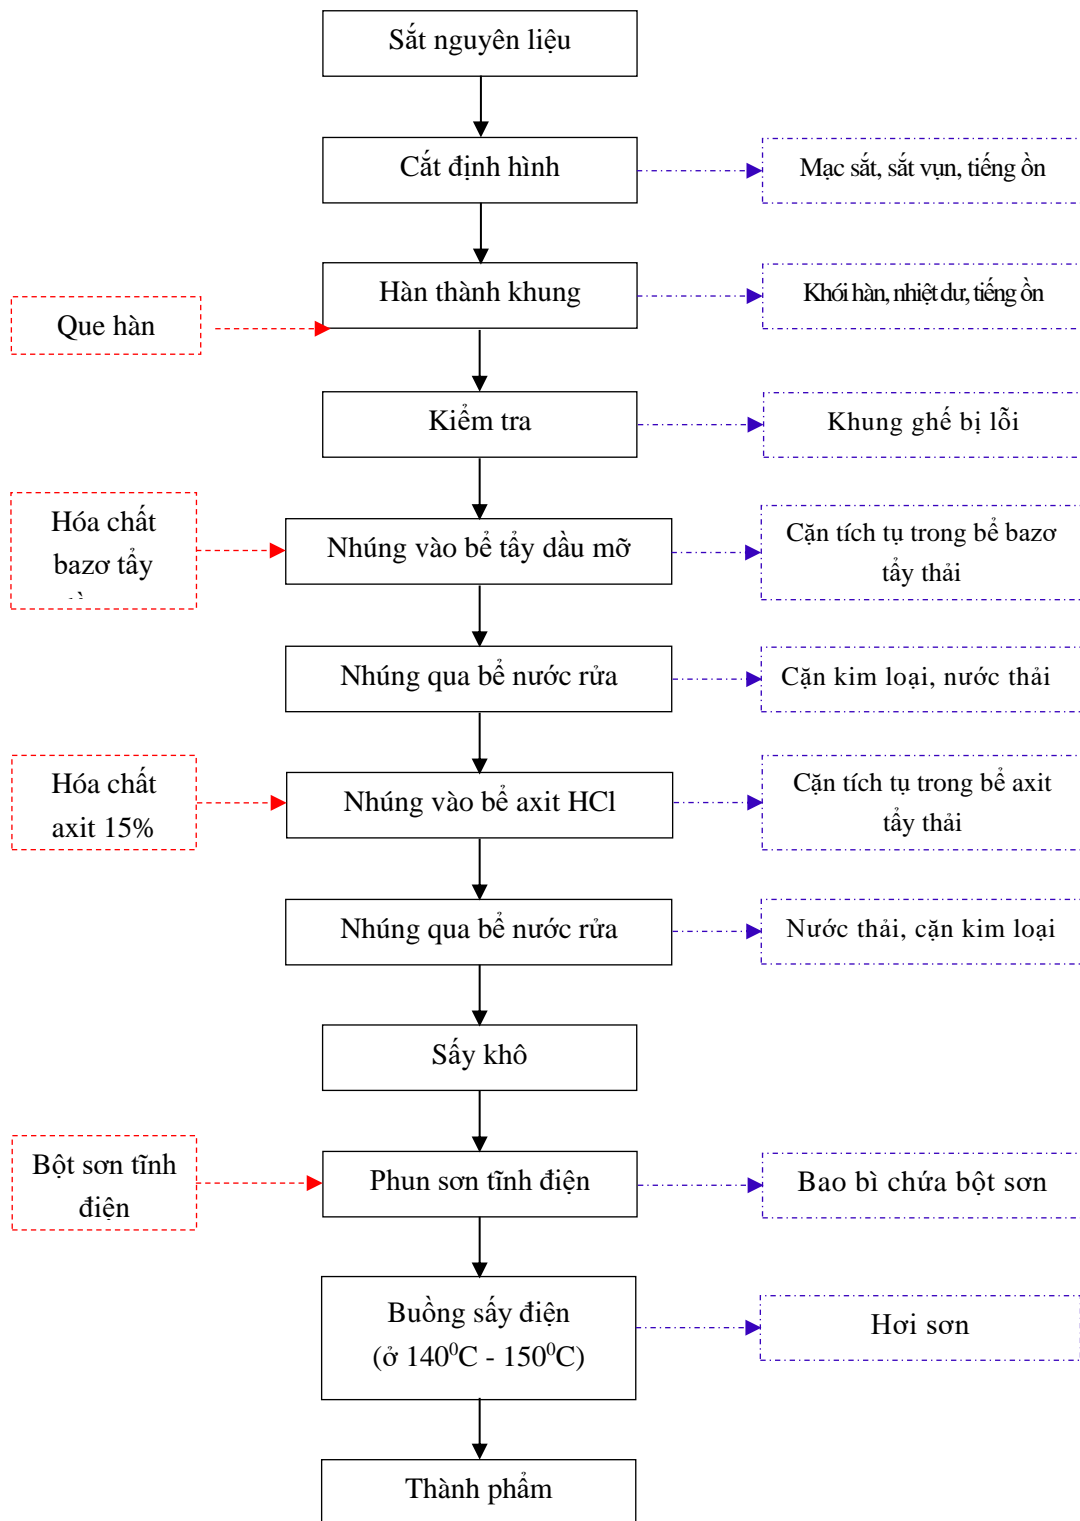 Sắt nguyên liệu
Cắt định hình
Mạc sắt, sắt vụn, tiếng ồn
Hàn thành khung
Khói hàn, nhiệt dư, tiếng ồn
Que hàn
Kiểm tra
Khung ghế bị lỗi
Hóa chất
bazơ tẩy
Nhúng vào bể tẩy dầu mỡ
Cặn tích tụ trong bể bazơ
tẩy thải
Nhúng qua bể nước rửa
Cặn kim loại, nước thải
Hóa chất
axit 15%
Nhúng vào bể axit HCl
Cặn tích tụ trong bể axit
tẩy thải
Nhúng qua bể nước rửa
Nước thải, cặn kim loại
Sấy khô
Bột sơn tĩnh
điện
Phun sơn tĩnh điện
Bao bì chứa bột sơn
Buồng sấy điện
(ở 140⁰C - 150⁰C)
Hơi sơn
Thành phẩm